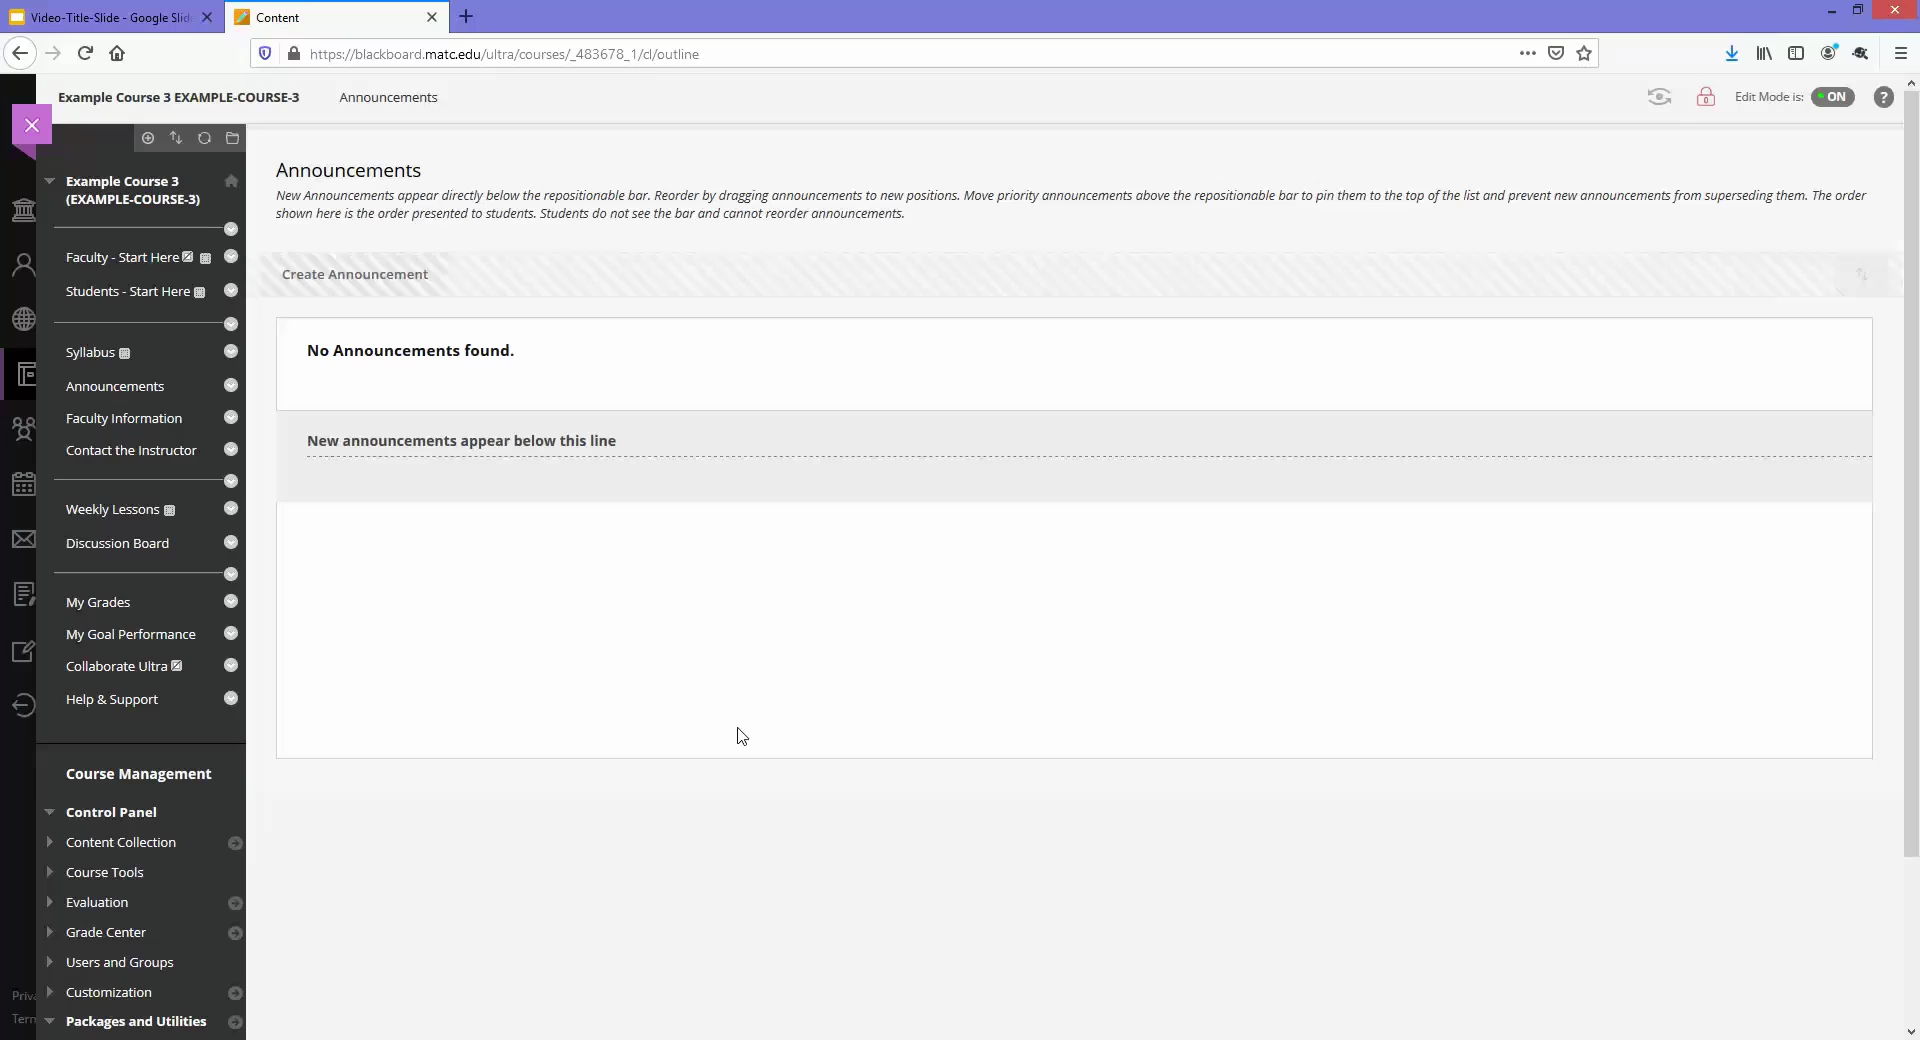 Video-Title-Slide - Google Slid
Content
https://blackboard.matc.edu/ultra/courses/_483678_1/cl/outline
Example Course 3 EXAMPLE-COURSE-3
Announcements
Edit Mode is:
ON
?
Example Course 3
(EXAMPLE-COURSE-3)
Faculty - Start Here
Students - Start Here
Syllabus
Announcements
Faculty Information
Contact the Instructor
Weekly Lessons
Discussion Board
My Grades
My Goal Performance
Collaborate Ultra
Help & Support
Course Management
Control Panel
Content Collection
Course Tools
Evaluation
Grade Center
Users and Groups
Customization
Packages and Utilities
Priva
Term
Announcements
New Announcements appear directly below the repositionable bar. Reorder by dragging announcements to new positions. Move priority announcements above the repositionable bar to pin them to the top of the list and prevent new announcements from superseding them. The order
shown here is the order presented to students. Students do not see the bar and cannot reorder announcements.
Create Announcement
No Announcements found.
New announcements appear below this line